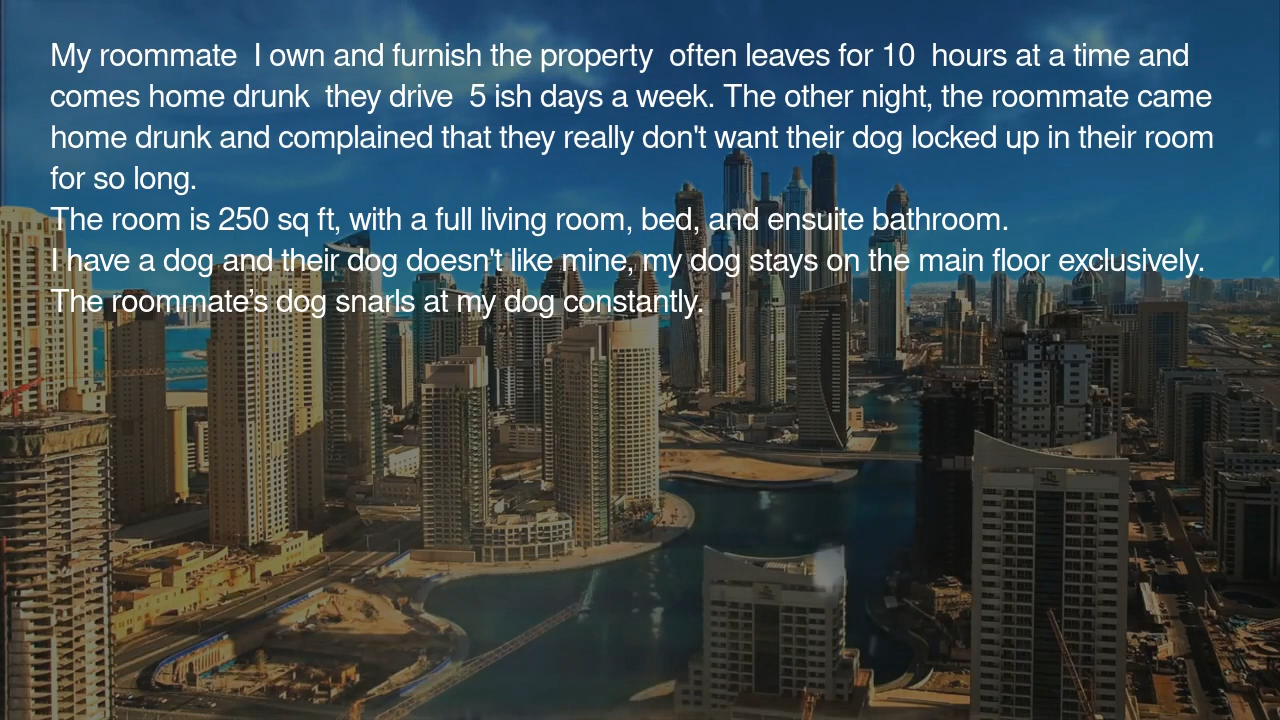 My roommate  I own and furnish the property  often leaves for 10  hours at a time and
comes home drunk  they drive  5 ish days a week. The other night, the roommate came
home drunk and complained that they really don't want their dog locked up in their room
for so long.
The room is 250 sq ft, with a full living room, bed, and ensuite bathroom.
I have a dog and their dog doesn't like mine, my dog stays on the main floor exclusively.
The roommate’s dog snarls at my dog constantly.